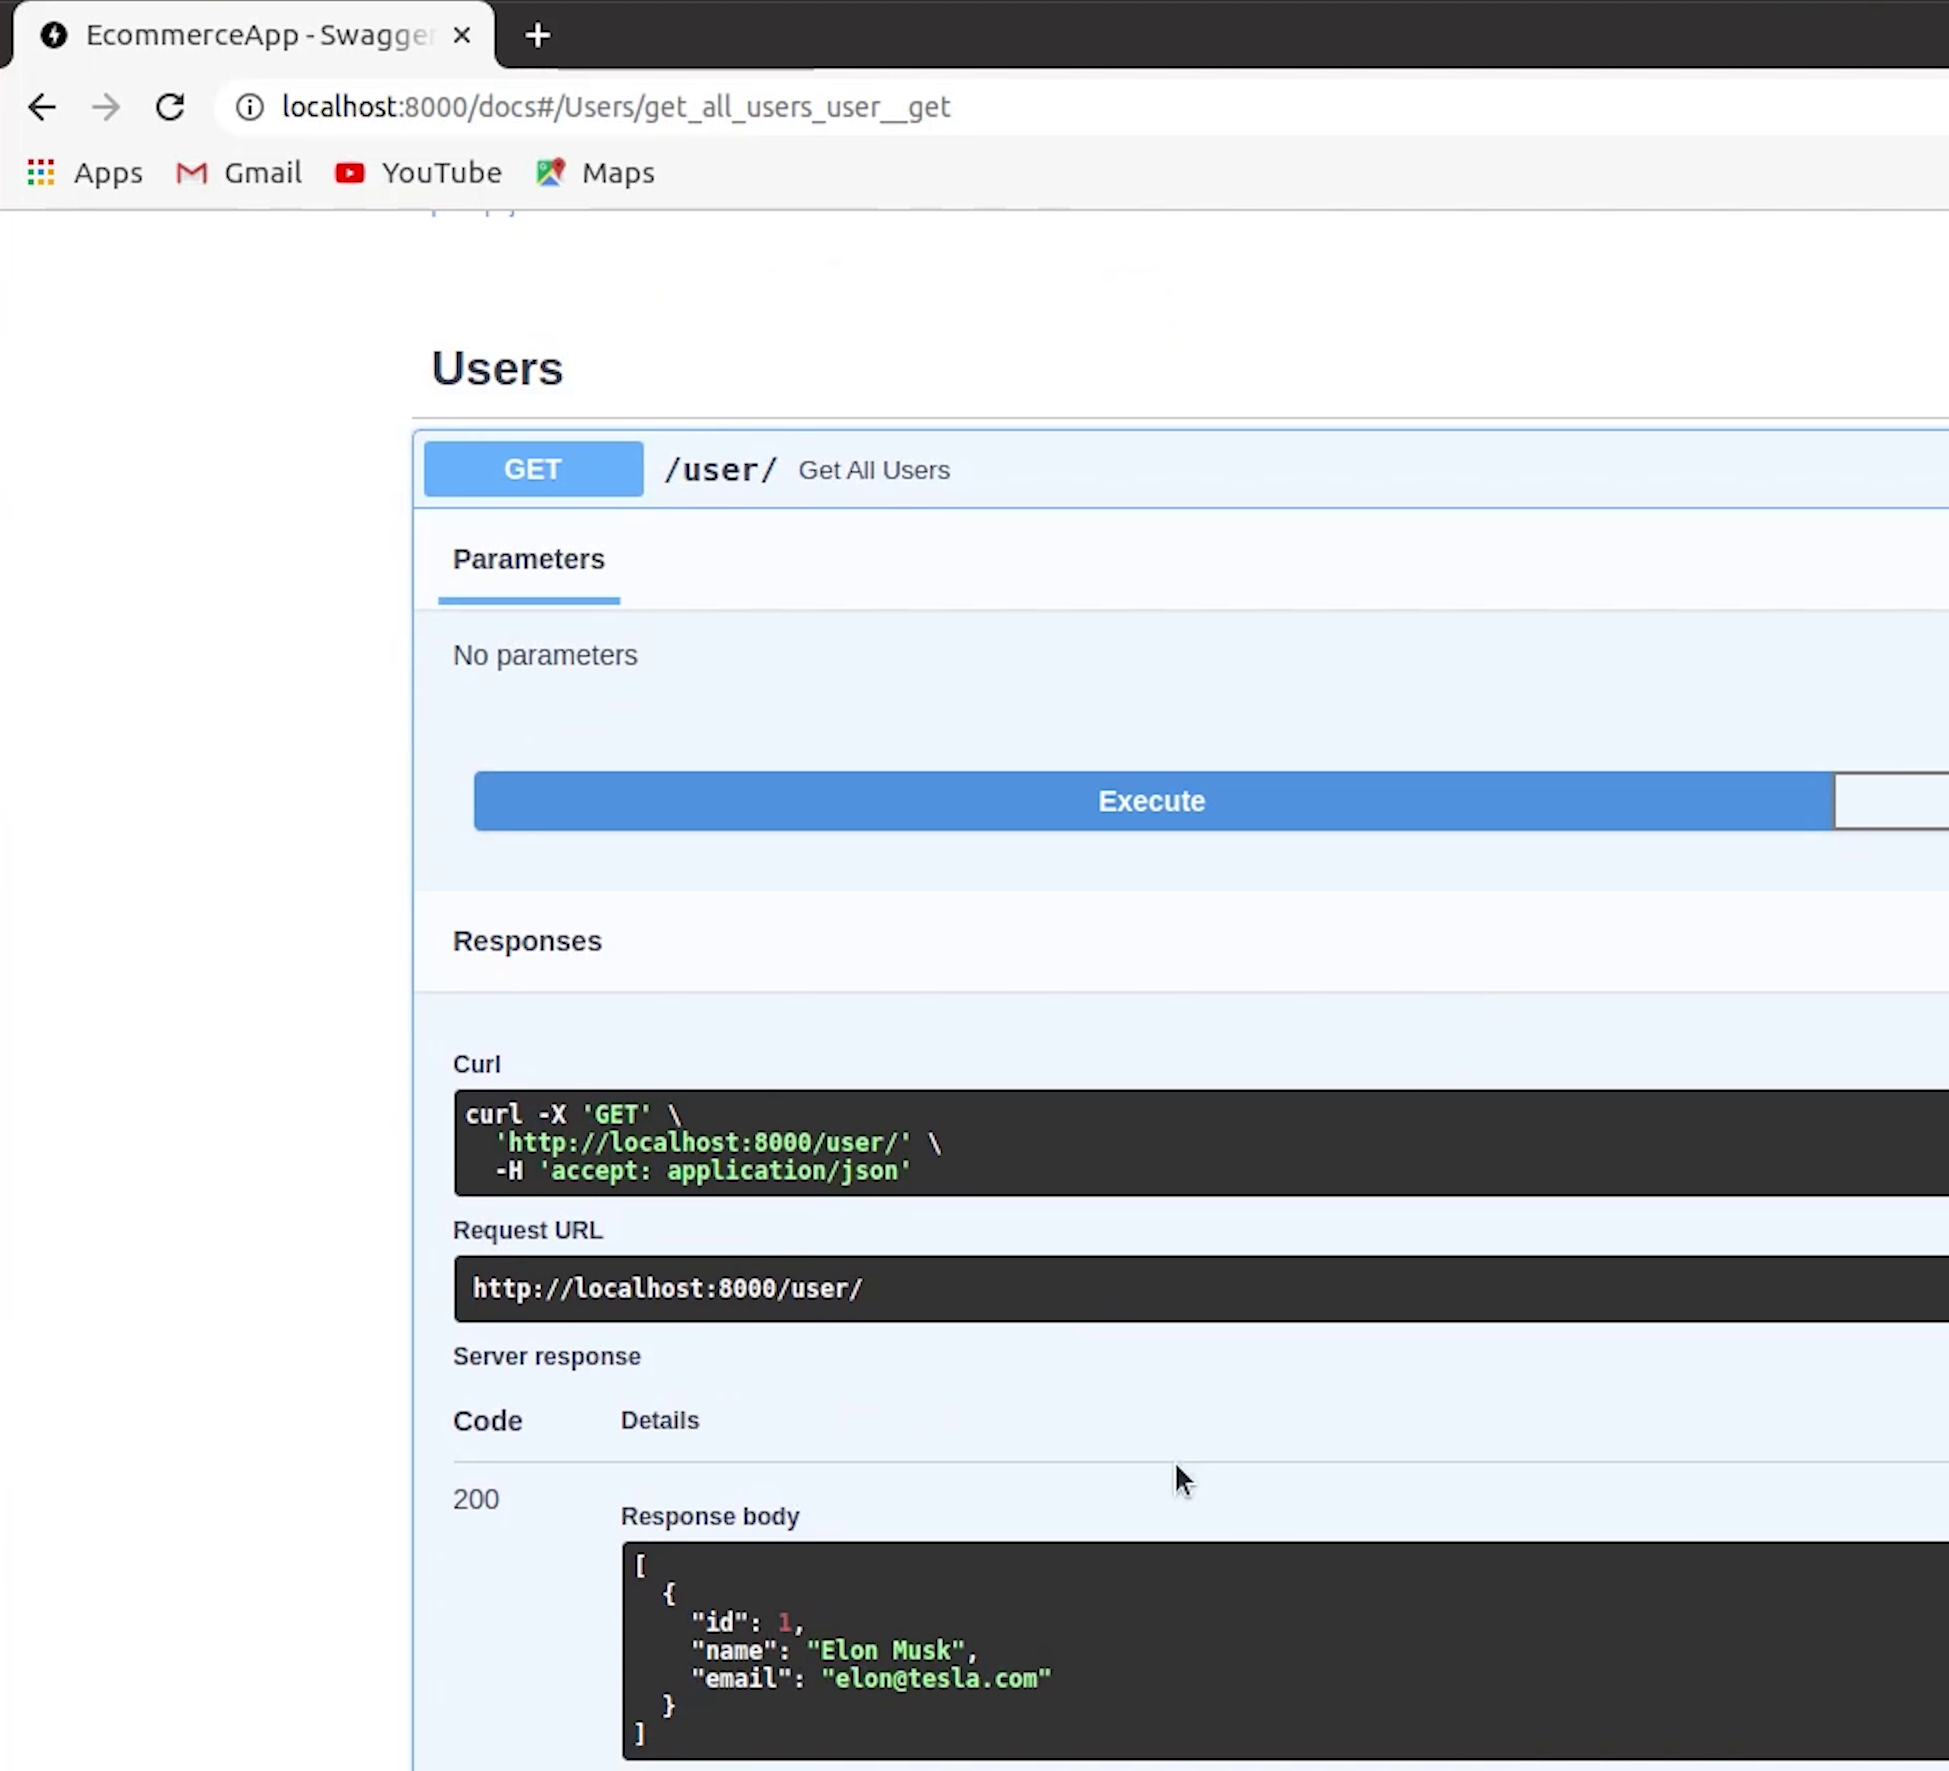 EcommerceApp - Swagger
localhost:8000/docs#/Users/get_all_users_user__get
Apps Gmail YouTube Maps
Users
GET /user/ Get All Users
Parameters
No parameters
Execute
Responses
Curl
curl -X 'GET' \
'http://localhost:8000/user/' \
-H 'accept: application/json'
Request URL
http://localhost:8000/user/
Server response
Code Details
200
Response body
[
{
"id": 1,
"name": "Elon Musk",
"email": "elon@tesla.com"
}
]